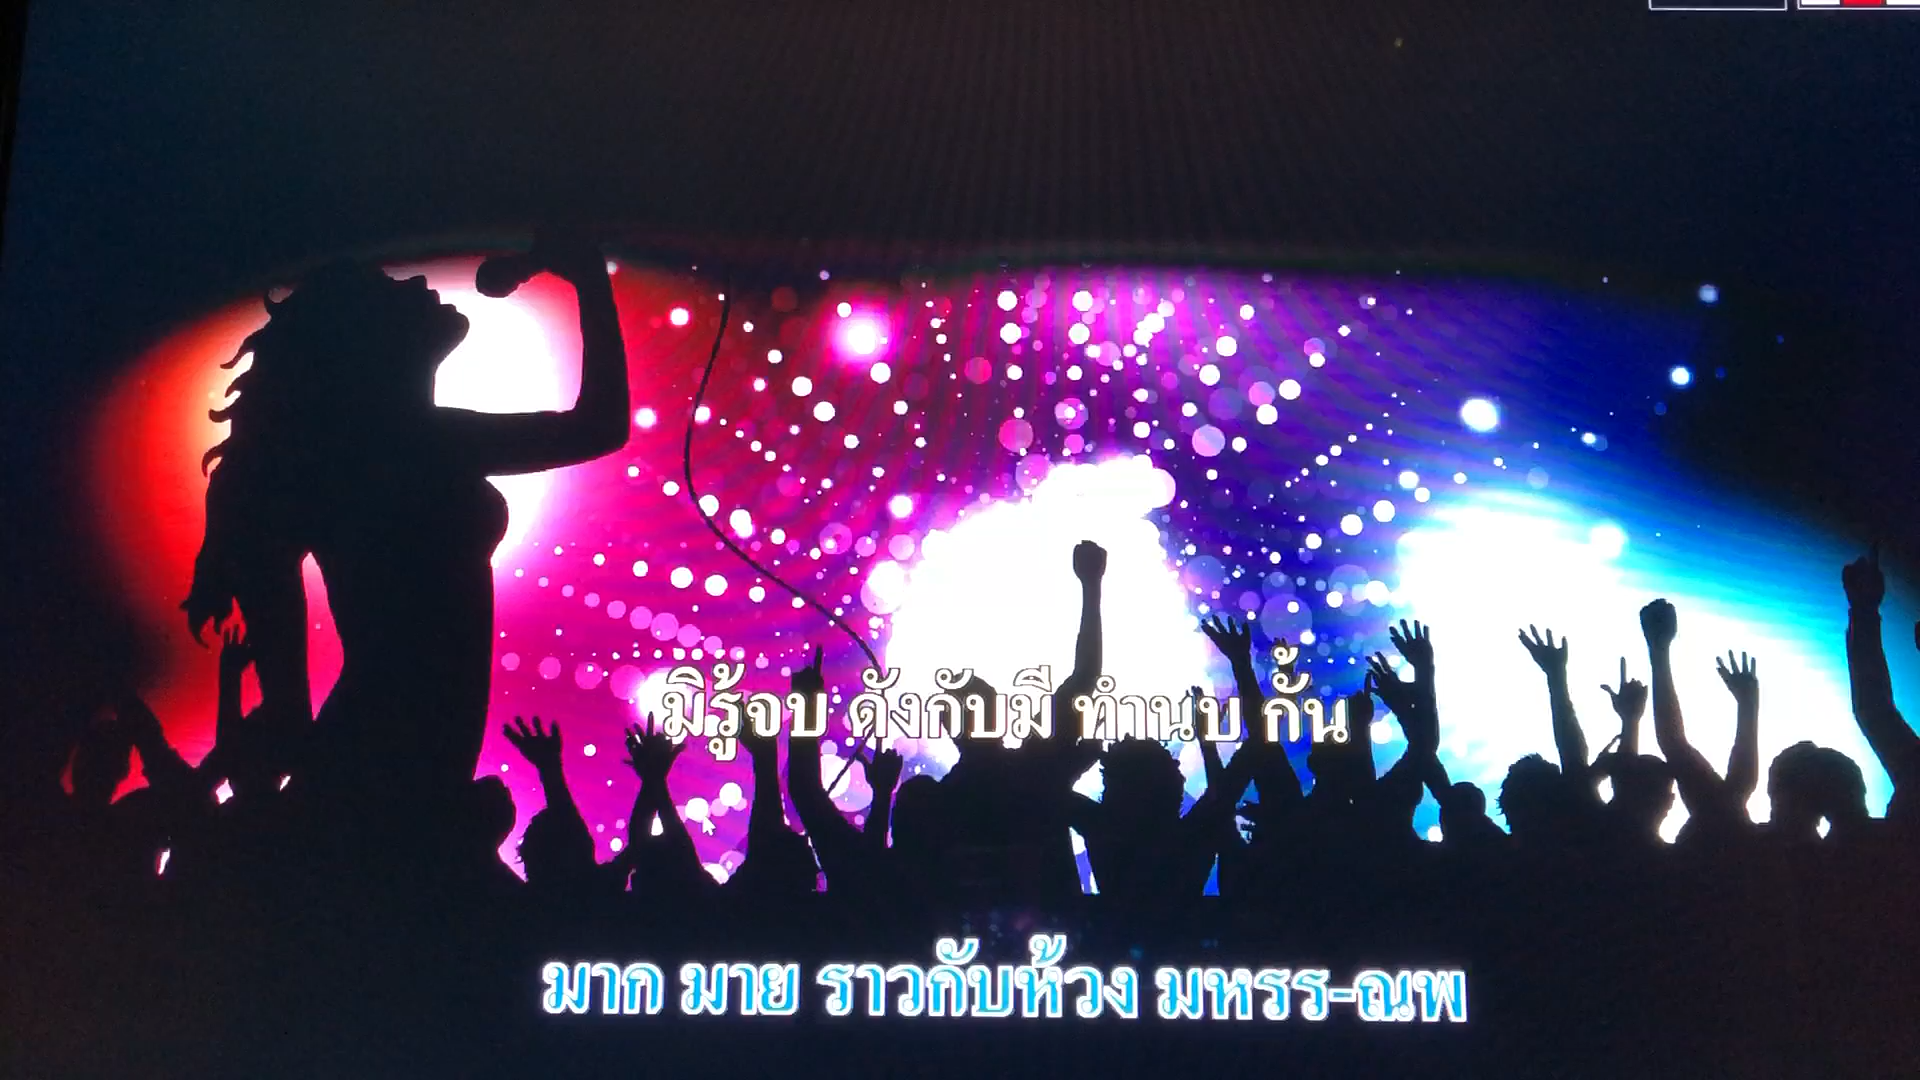 มิรู้จบ ดังกับมี ทำนบ กั้น
มาก มาย ราวกับห้วง มหรร-ณพ